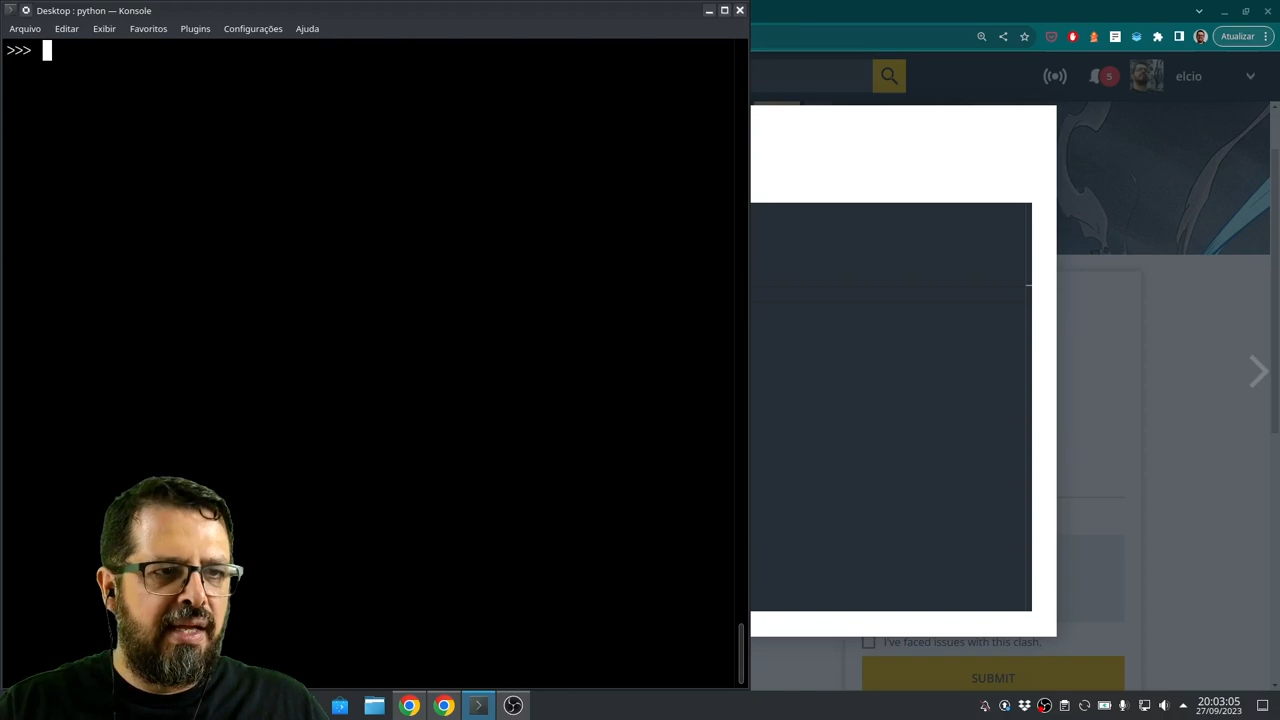 Desktop : python — Konsole
Arquivo Editar Exibir Favoritos Plugins Configurações Ajuda
>>>
Atualizar
5
elcio
I've faced issues with this clash.
SUBMIT
20:03:05
27/09/2023